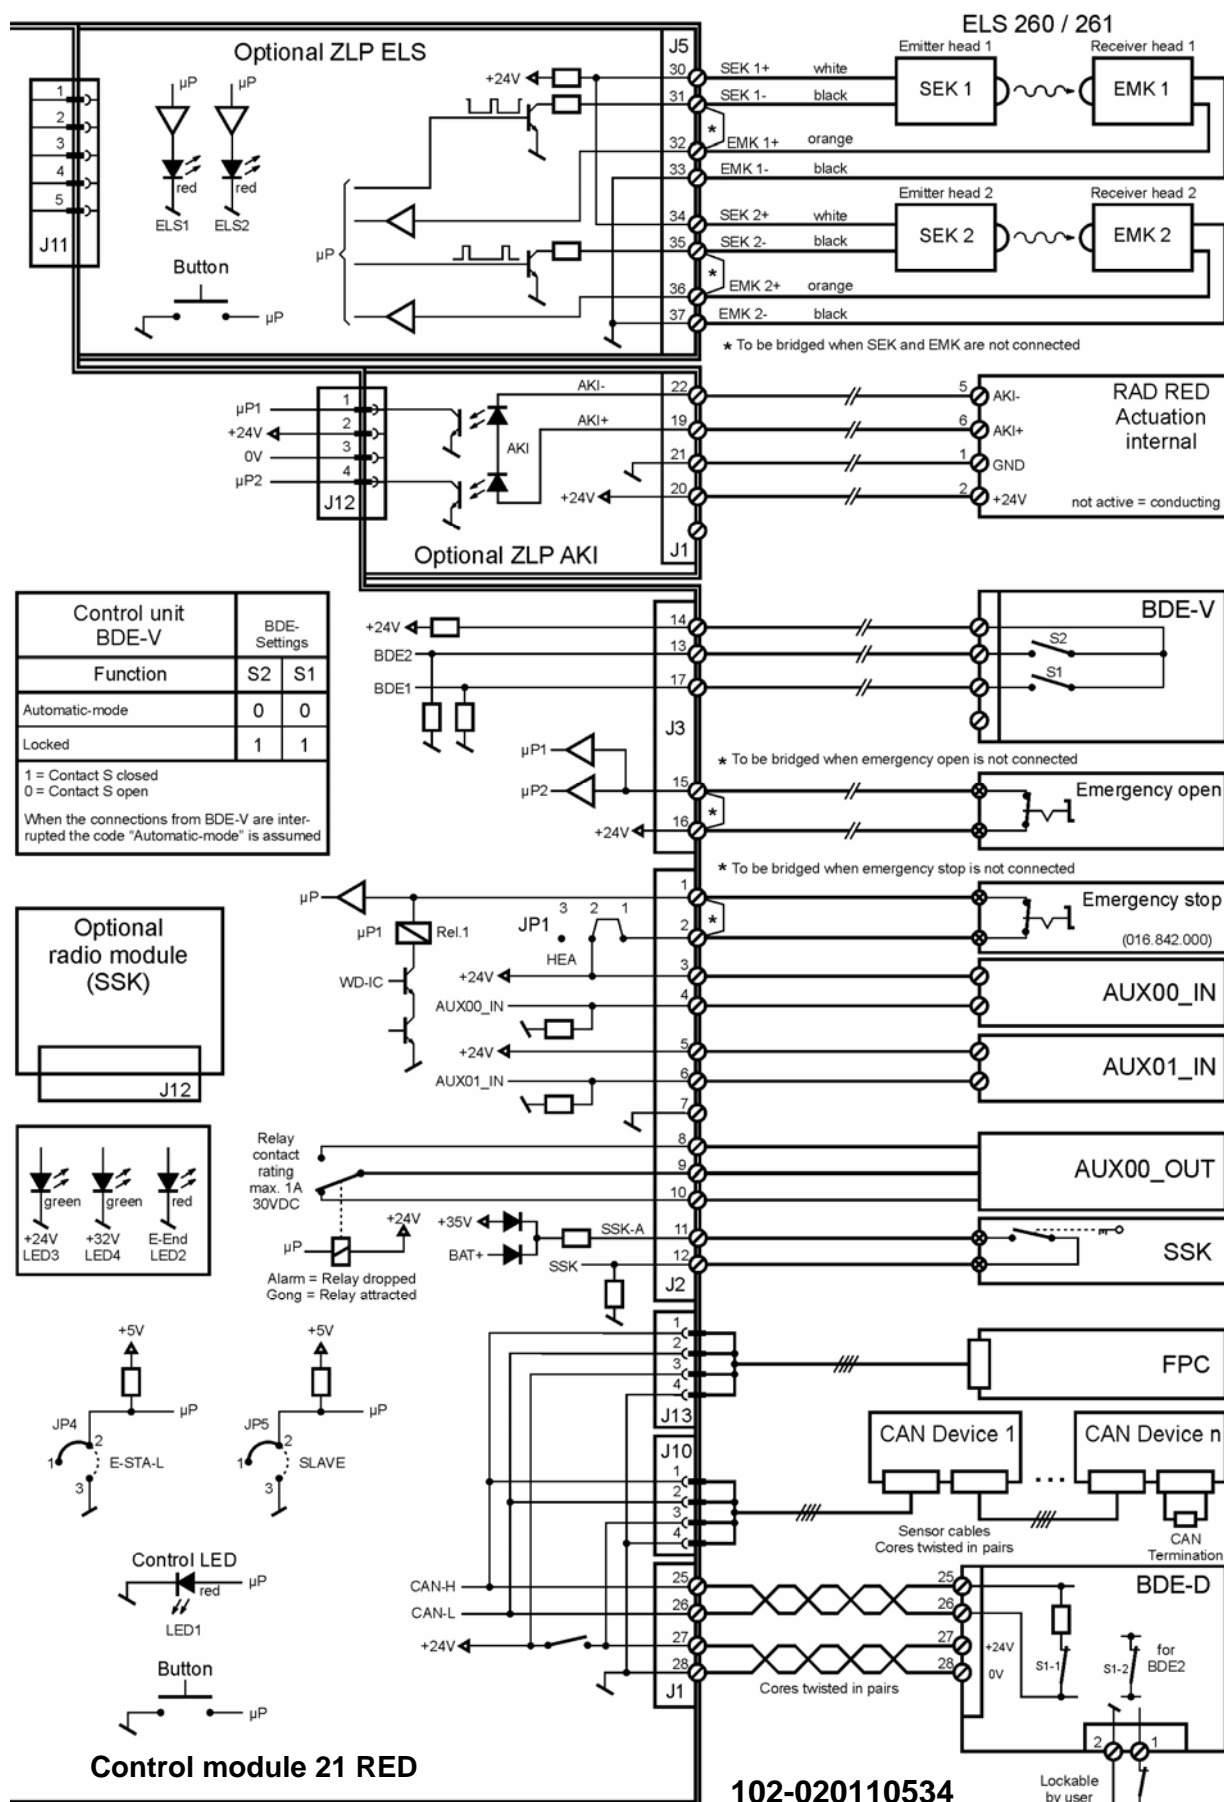 ELS 260 / 261
Optional ZLP ELS
J5
Emitter head 1
Receiver head 1
+24V
30
SEK 1+
white
SEK 1
EMK 1
31
SEK 1-
black
*
32
EMK 1+
orange
33
EMK 1-
black
1
2
3
4
5
J11
µP
µP
red
red
ELS1
ELS2
Button
µP
µP
Emitter head 2
Receiver head 2
34
SEK 2+
white
SEK 2
EMK 2
35
SEK 2-
black
*
36
EMK 2+
orange
37
EMK 2-
black
* To be bridged when SEK and EMK are not connected
µP1
+24V
0V
µP2
1
2
3
4
J12
AKI-
AKI+
AKI
+24V
22
19
21
20
J1
Optional ZLP AKI
5
AKI-
6
AKI+
1
GND
2
+24V
RAD RED
Actuation
internal
not active = conducting
Control unit
BDE-V
BDE-
Settings
Function
S2
S1
Automatic-mode
0
0
Locked
1
1
1 = Contact S closed
0 = Contact S open
When the connections from BDE-V are inter-
rupted the code "Automatic-mode" is assumed
+24V
BDE2
BDE1
14
13
17
J3
BDE-V
S2
S1
µP1
µP2
+24V
15
16
*
* To be bridged when emergency open is not connected
Emergency open
* To be bridged when emergency stop is not connected
Optional
radio module
(SSK)
J12
µP
µP1
Rel.1
WD-IC
JP1
3
2
1
HEA
1
2
*
Emergency stop
(016.842.000)
+24V
3
AUX00_IN
4
AUX00_IN
+24V
5
AUX01_IN
6
AUX01_IN
7
green
green
red
+24V
LED3
+32V
LED4
E-End
LED2
Relay
contact
rating
max. 1A
30VDC
8
9
10
AUX00_OUT
µP
+24V
Alarm = Relay dropped
Gong = Relay attracted
+35V
BAT+
SSK-A
SSK
11
12
J2
SSK
+5V
µP
JP4
1
2
3
E-STA-L
+5V
µP
JP5
1
2
3
SLAVE
1
2
3
4
J13
FPC
J10
1
2
3
4
CAN Device 1
CAN Device n
Sensor cables
Cores twisted in pairs
CAN
Termination
Control LED
µP
red
LED1
Button
µP
CAN-H
CAN-L
+24V
25
26
27
28
J1
Cores twisted in pairs
25
26
27
28
+24V
0V
BDE-D
S1-1
S1-2
for
BDE2
2
1
Lockable
by user
Control module 21 RED
102-020110534